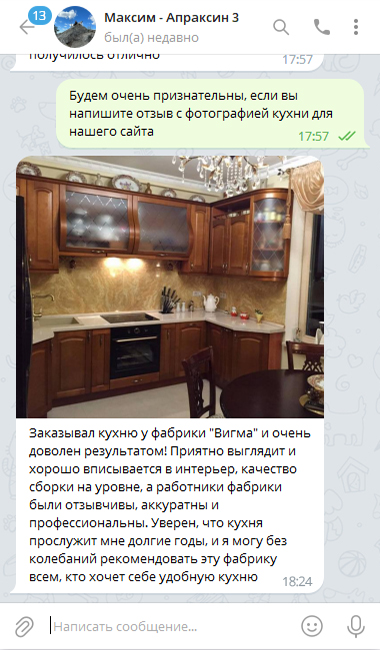 13
Максим - Апраксин 3
был(а) недавно
получилось отлично
17:57
Будем очень признательны, если вы
напишите отзыв с фотографией кухни для
нашего сайта
17:57
Заказывал кухню у фабрики "Вигма" и очень
доволен результатом! Приятно выглядит и
хорошо вписывается в интерьер, качество
сборки на уровне, а работники фабрики
были отзывчивы, аккуратны и
профессиональны. Уверен, что кухня
прослужит мне долгие годы, и я могу без
колебаний рекомендовать эту фабрику
всем, кто хочет себе удобную кухню
18:24
Написать сообщение...